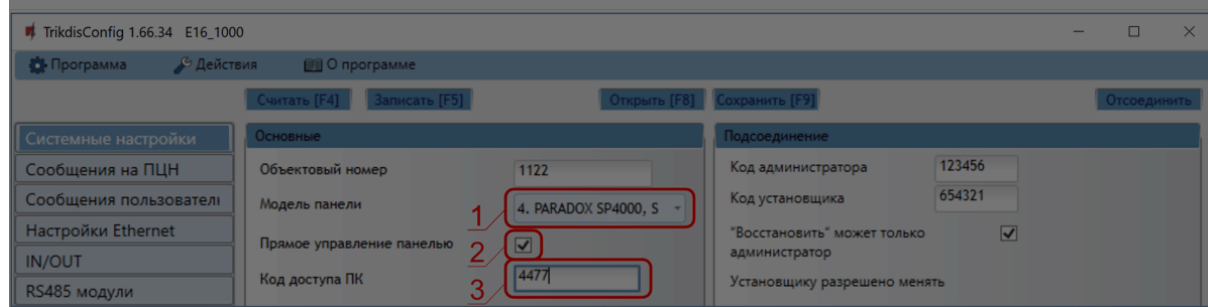 TrikdisConfig 1.66.34 E16_1000
Программа Действия О программе
Считать [F4] Записать [F5] Открыть [F8] Сохранить [F9] Отсоединить
Системные настройки
Сообщения на ПЦН
Сообщения пользовател
Настройки Ethernet
IN/OUT
RS485 модули
Основные
Объектовый номер 1122
Модель панели 1 4. PARADOX SP4000, S
Прямое управление панелью 2
Код доступа ПК 3 4477
Подсоединение
Код администратора 123456
Код установщика 654321
"Восстановить" может только
администратор
Установщику разрешено менять